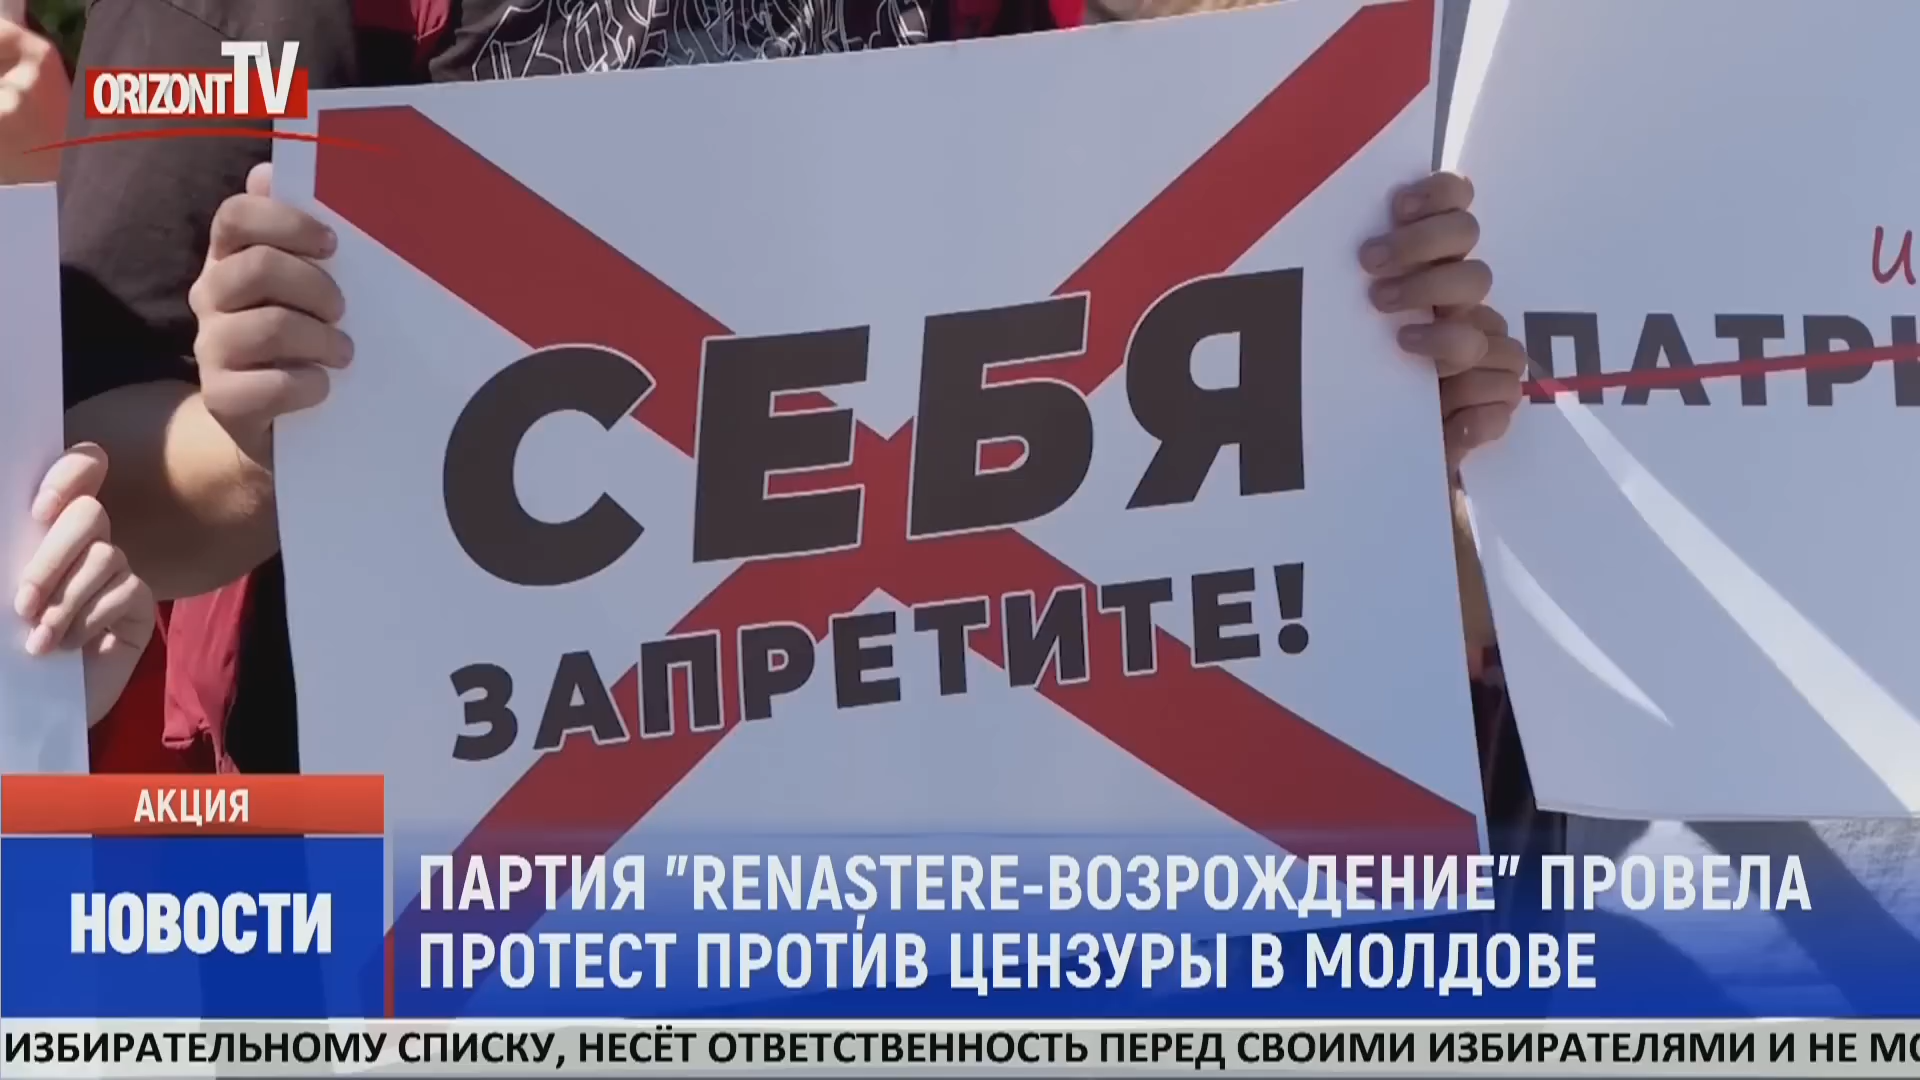 ORIZONT TV
СЕБЯ
ЗАПРЕТИТЕ!
АКЦИЯ
НОВОСТИ
ПАРТИЯ "RENAȘTERE-ВОЗРОЖДЕНИЕ" ПРОВЕЛА
ПРОТЕСТ ПРОТИВ ЦЕНЗУРЫ В МОЛДОВЕ
ИЗБИРАТЕЛЬНОМУ СПИСКУ, НЕСЁТ ОТВЕТСТВЕННОСТЬ ПЕРЕД СВОИМИ ИЗБИРАТЕЛЯМИ И НЕ